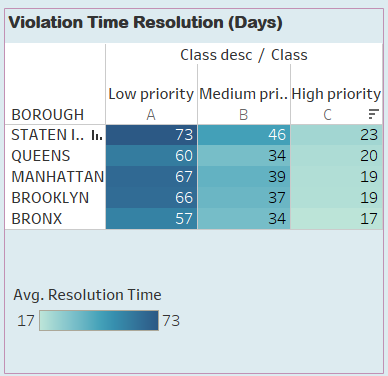 Violation Time Resolution (Days)
Class desc / Class
Low priority Medium pri.. High priority
BOROUGH A B C
STATEN I.. 73 46 23
QUEENS 60 34 20
MANHATTAN 67 39 19
BROOKLYN 66 37 19
BRONX 57 34 17
Avg. Resolution Time
17 73